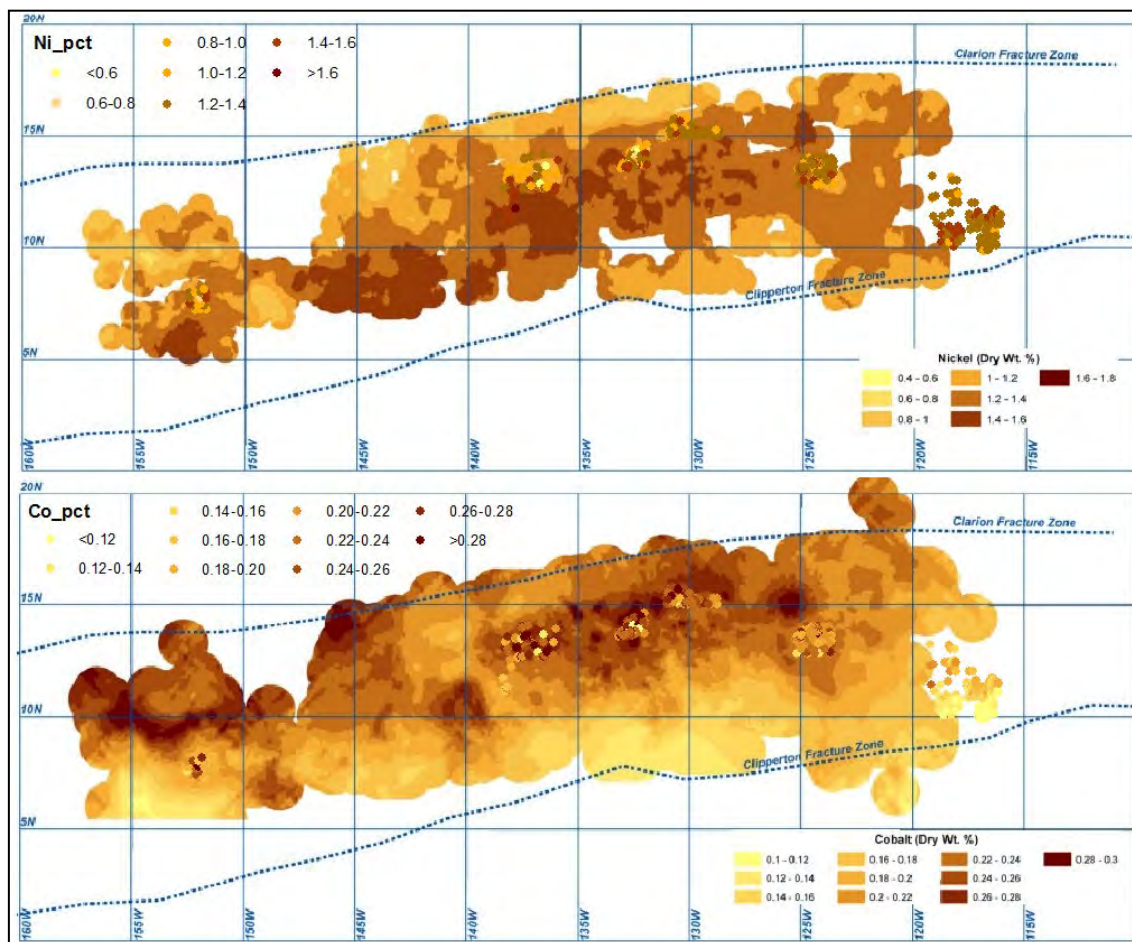 20N
Ni_pct
<0.6
0.6-0.8
0.8-1.0
1.0-1.2
1.2-1.4
1.4-1.6
>1.6
Clarion Fracture Zone
15N
10N
Clipperton Fracture Zone
5N
Nickel (Dry Wt. %)
0.4 - 0.6
0.6 - 0.8
0.8 - 1
1 - 1.2
1.2 - 1.4
1.4 - 1.6
1.6 - 1.8
160W 155W 150W 145W 140W 135W 130W 125W 120W 115W
20N
Co_pct
<0.12
0.12-0.14
0.14-0.16
0.16-0.18
0.18-0.20
0.20-0.22
0.22-0.24
0.24-0.26
0.26-0.28
>0.28
Clarion Fracture Zone
15N
10N
Clipperton Fracture Zone
5N
Cobalt (Dry Wt. %)
0.1 - 0.12
0.12 - 0.14
0.14 - 0.16
0.16 - 0.18
0.18 - 0.2
0.2 - 0.22
0.22 - 0.24
0.24 - 0.26
0.26 - 0.28
0.28 - 0.3
160W 155W 150W 145W 140W 135W 130W 125W 120W 115W